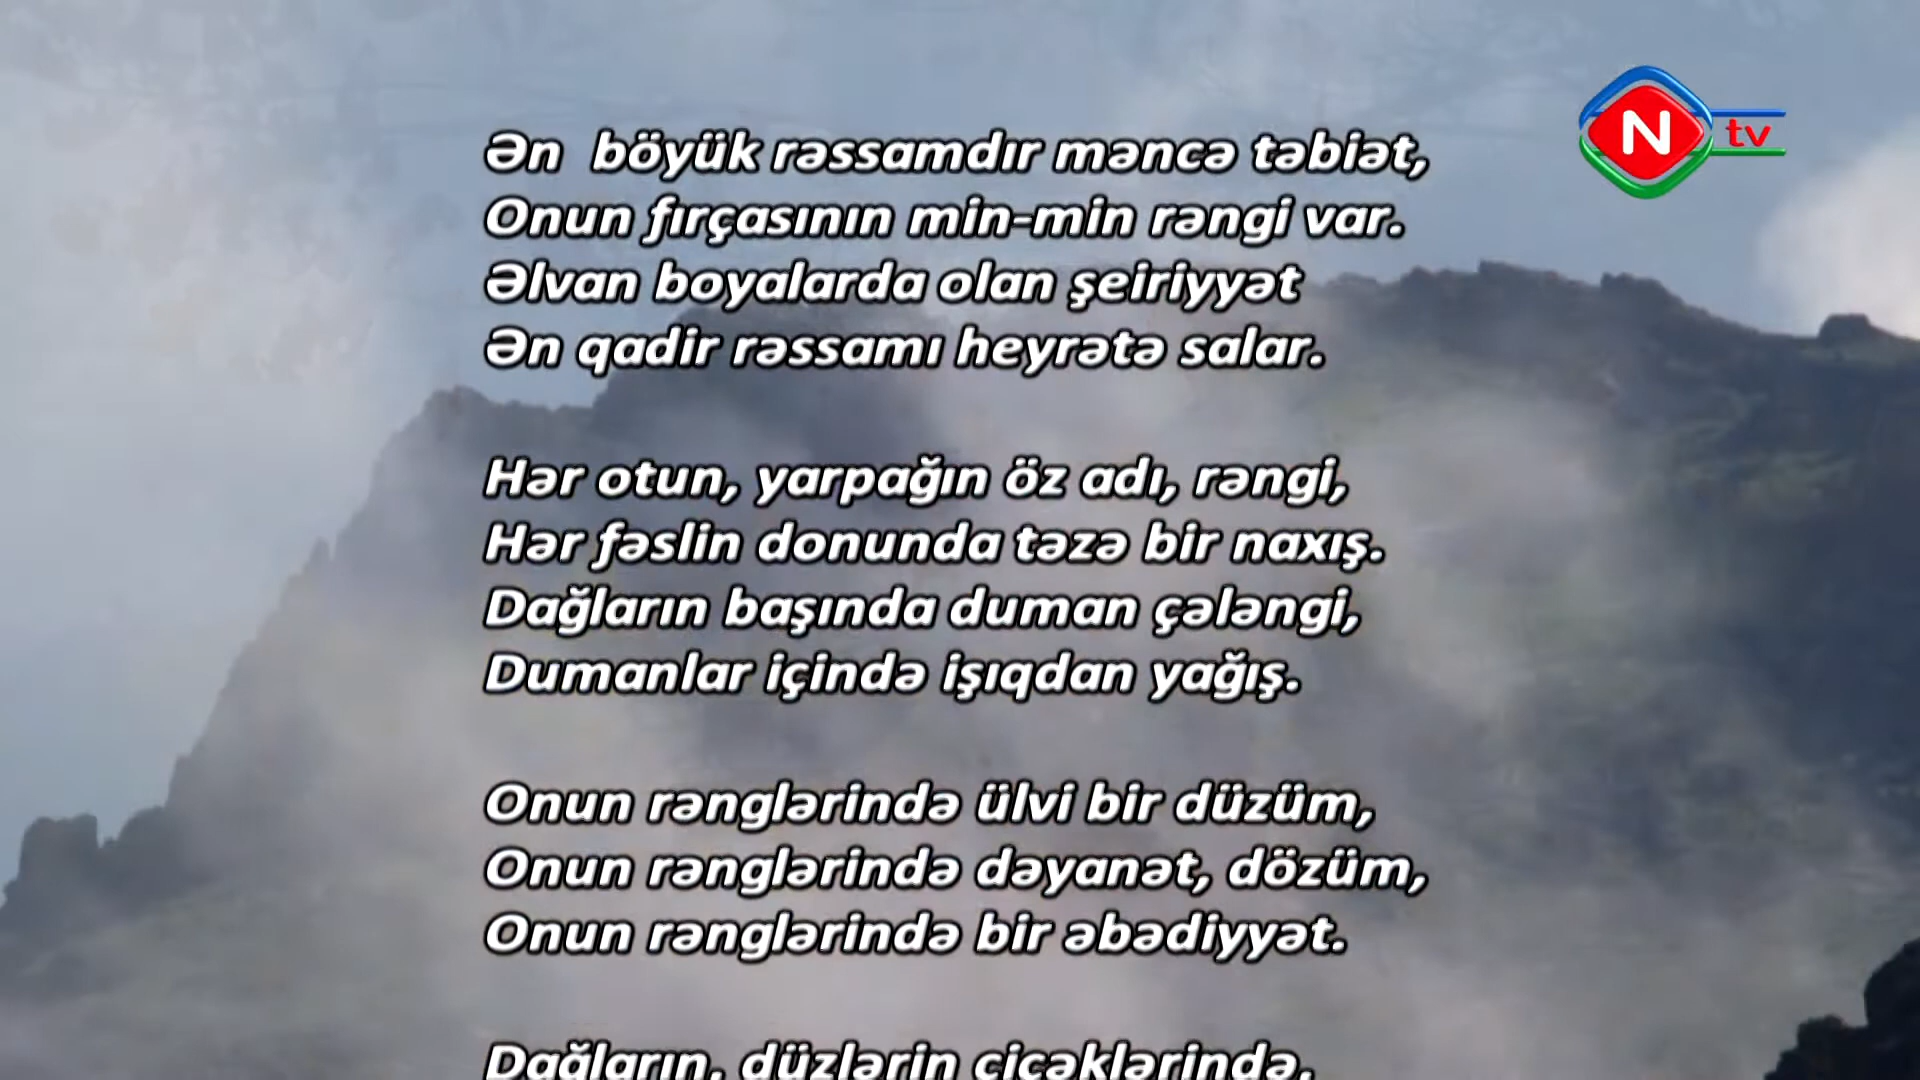 N tv
Ən böyük rəssamdır məncə təbiət,
Onun fırçasının min-min rəngi var.
Əlvan boyalarda olan şeiriyyət
Ən qadir rəssamı heyrətə salar.
Hər otun, yarpağın öz adı, rəngi,
Hər fəslin donunda təzə bir naxış.
Dağların başında duman çələngi,
Dumanlar içində işıqdan yağış.
Onun rənglərində ülvi bir düzüm,
Onun rənglərində dəyanət, dözüm,
Onun rənglərində bir əbədiyyət.
Dağların, düzlərin çiçəklərində,